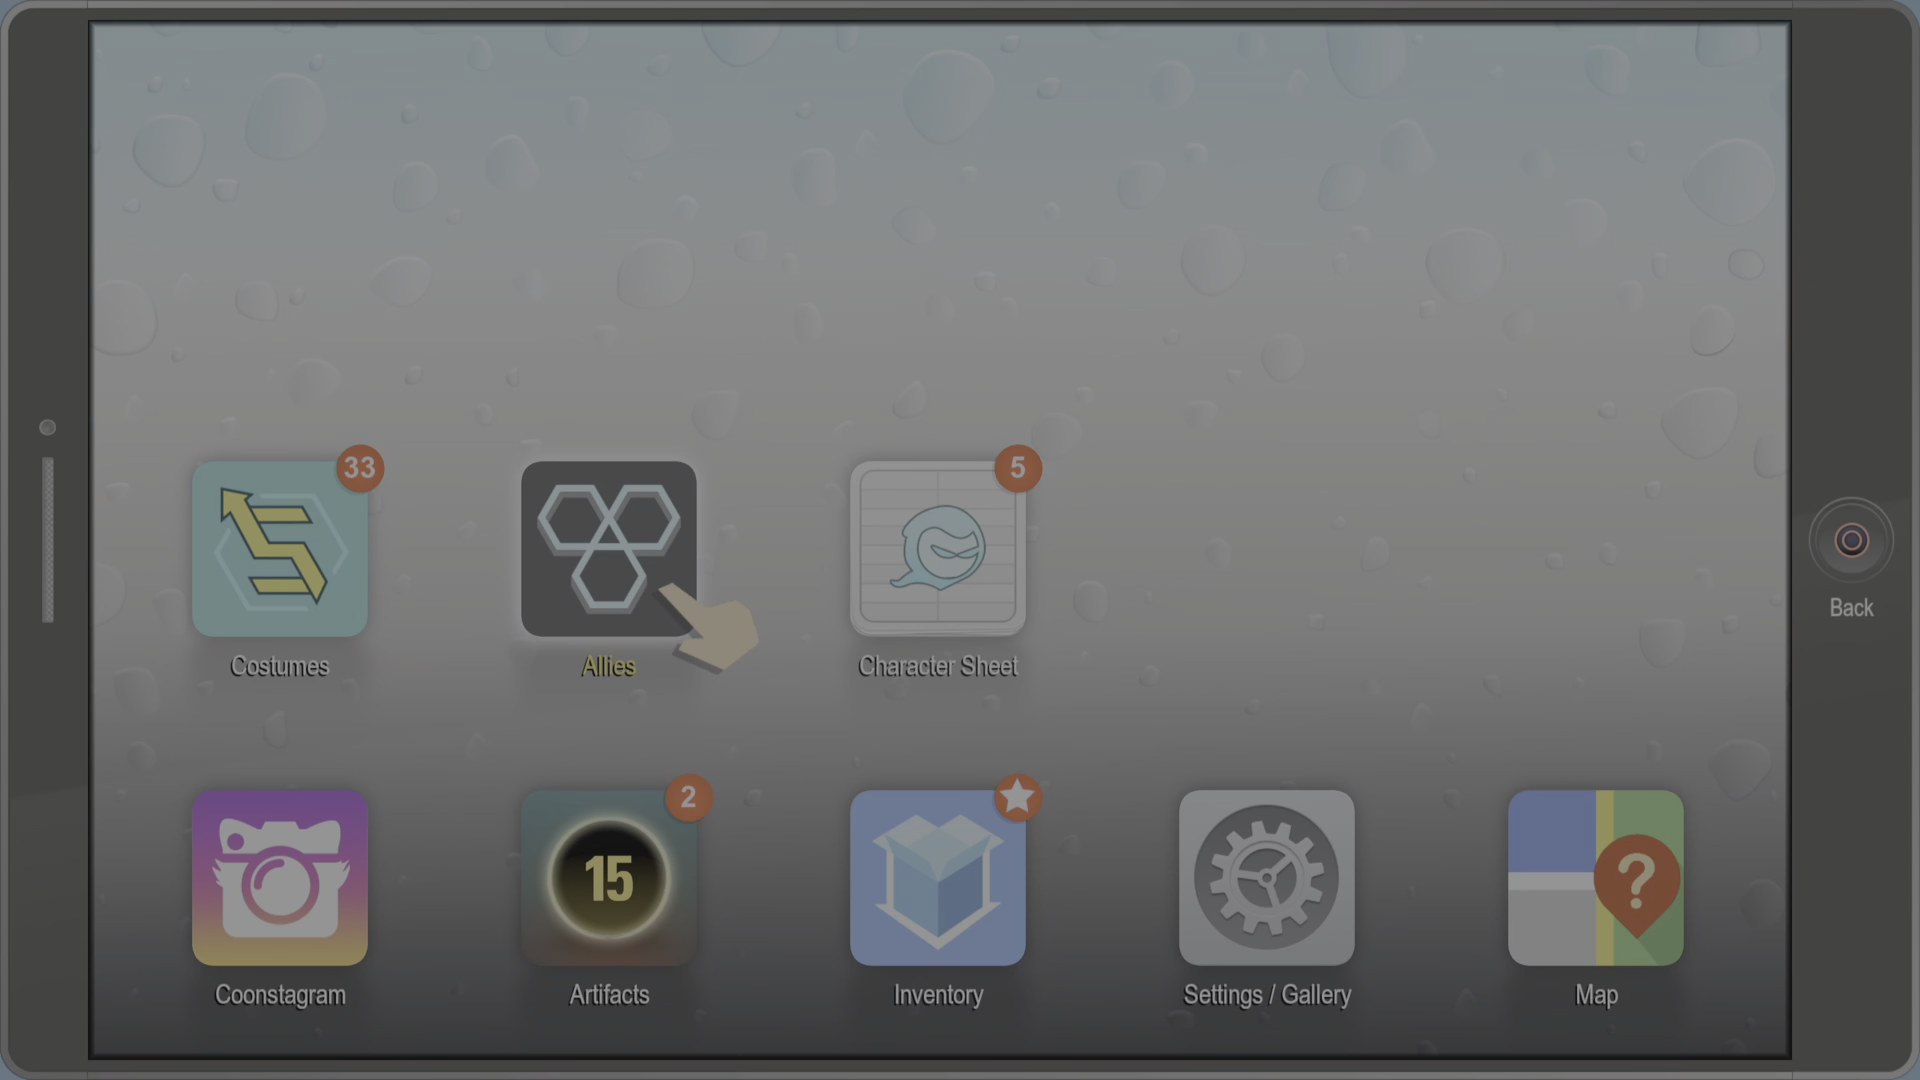 33
5
Costumes
Allies
Character Sheet
Back
2
15
?
Coonstagram
Artifacts
Inventory
Settings / Gallery
Map